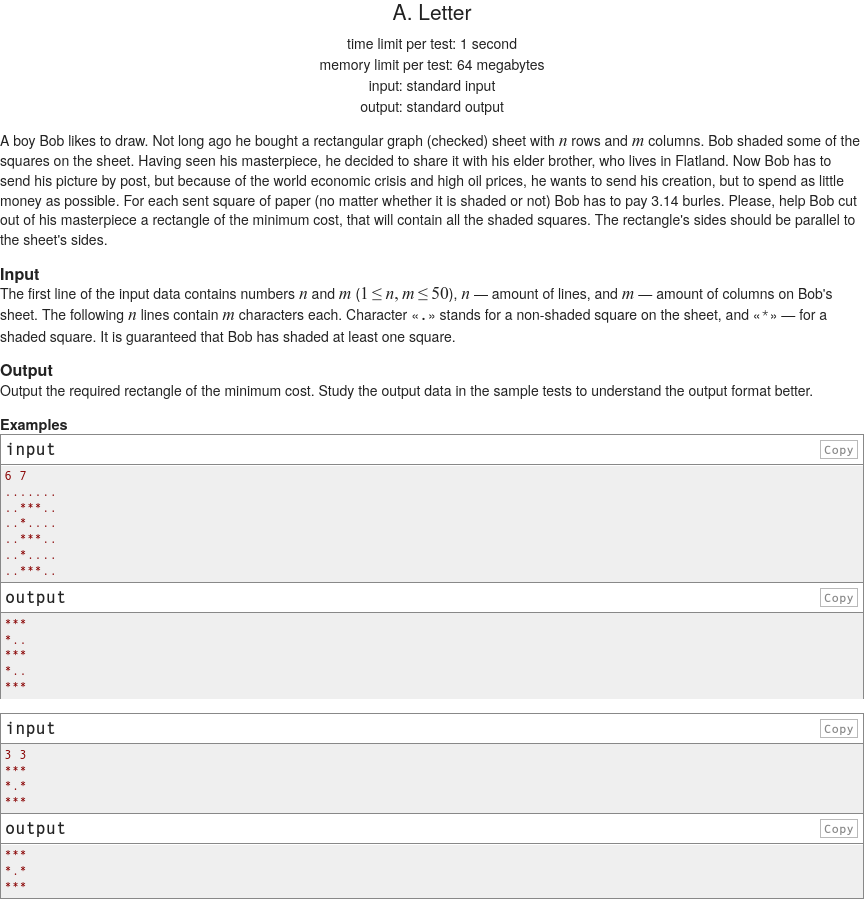 A. Letter
time limit per test: 1 second
memory limit per test: 64 megabytes
input: standard input
output: standard output
A boy Bob likes to draw. Not long ago he bought a rectangular graph (checked) sheet with n rows and m columns. Bob shaded some of the
squares on the sheet. Having seen his masterpiece, he decided to share it with his elder brother, who lives in Flatland. Now Bob has to
send his picture by post, but because of the world economic crisis and high oil prices, he wants to send his creation, but to spend as little
money as possible. For each sent square of paper (no matter whether it is shaded or not) Bob has to pay 3.14 burles. Please, help Bob cut
out of his masterpiece a rectangle of the minimum cost, that will contain all the shaded squares. The rectangle's sides should be parallel to
the sheet's sides.
Input
The first line of the input data contains numbers n and m (1 ≤ n, m ≤ 50), n — amount of lines, and m — amount of columns on Bob's
sheet. The following n lines contain m characters each. Character «.» stands for a non-shaded square on the sheet, and «*» — for a
shaded square. It is guaranteed that Bob has shaded at least one square.
Output
Output the required rectangle of the minimum cost. Study the output data in the sample tests to understand the output format better.
Examples
input Copy
6 7
.......
..***..
..*....
..***..
..*....
..***..
output Copy
***
*..
***
*..
***
input Copy
3 3
***
*.*
***
output Copy
***
*.*
***